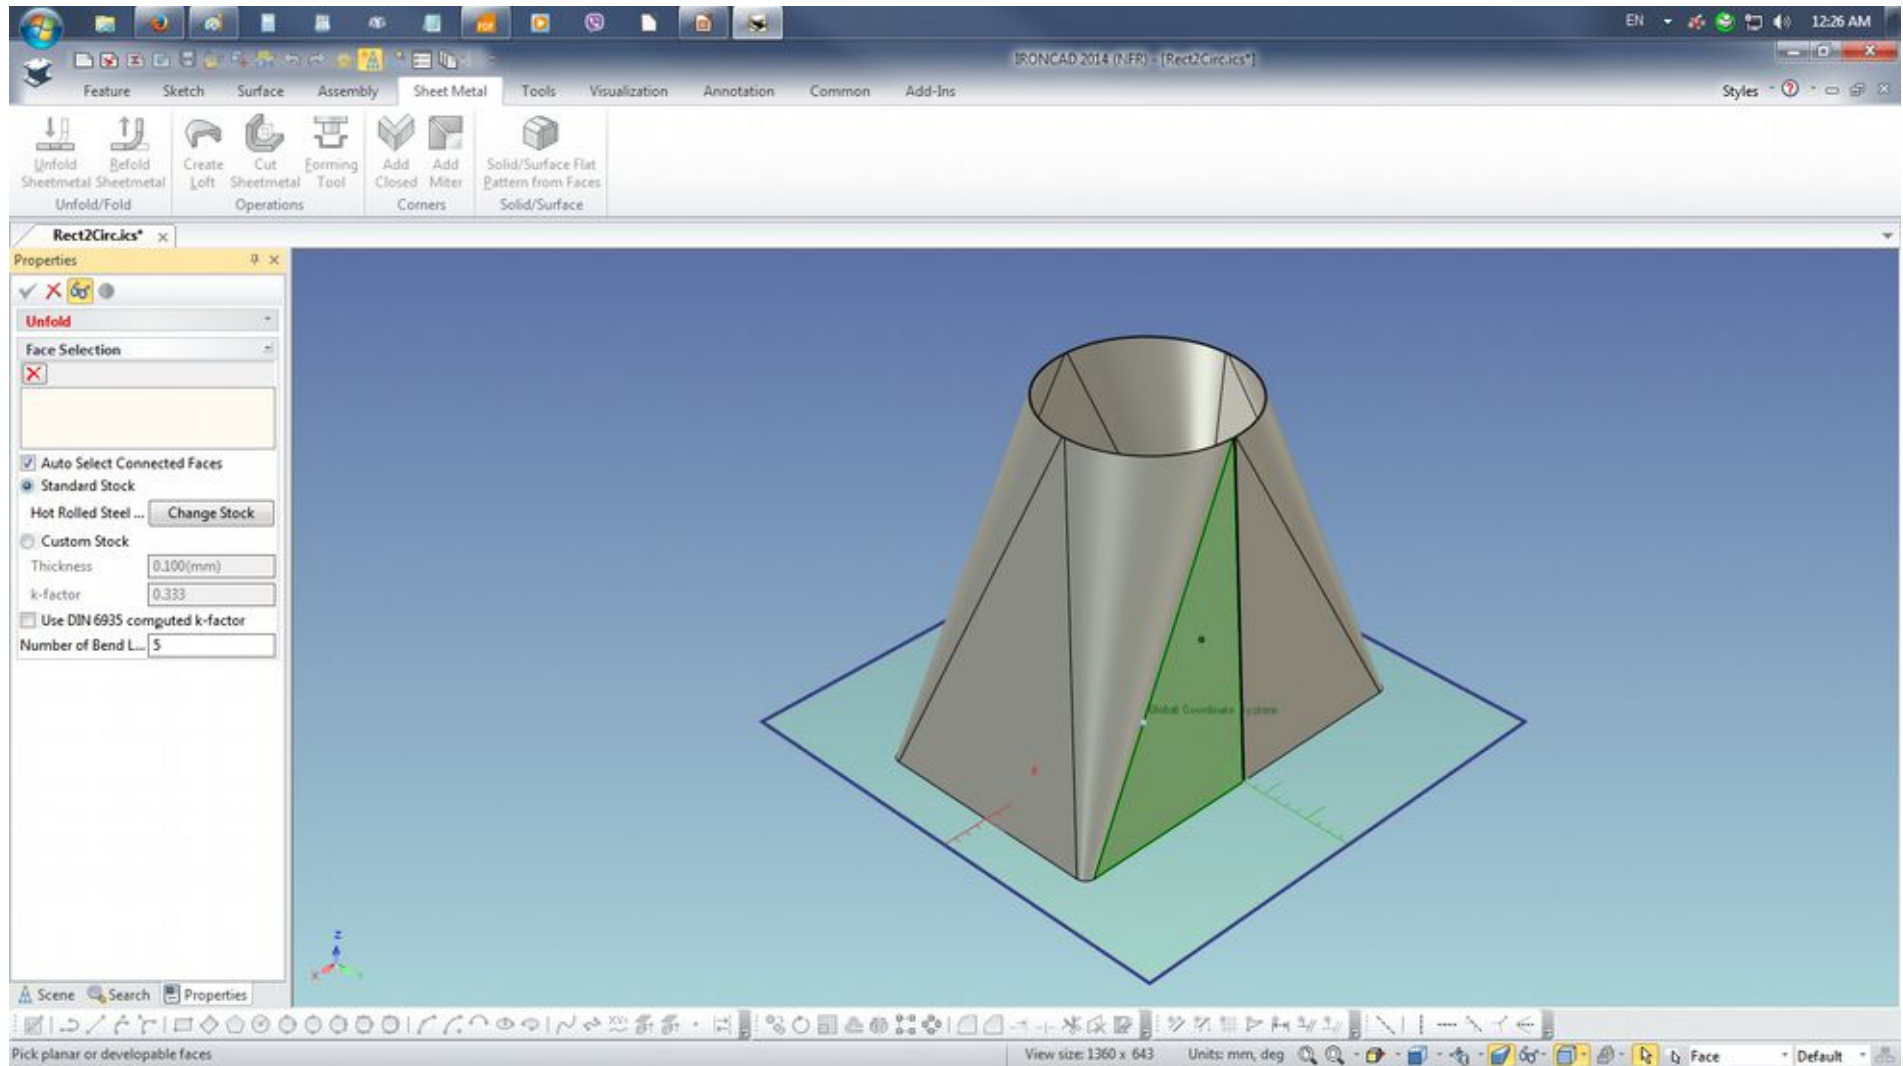 EN 12:26 AM
IRONCAD 2014 (NFR) - [Rect2Circ.ics*]
Feature Sketch Surface Assembly Sheet Metal Tools Visualization Annotation Common Add-Ins Styles
Unfold Sheetmetal
Refold Sheetmetal
Create Loft
Cut Sheetmetal
Forming Tool
Add Closed
Add Miter
Solid/Surface Flat Pattern from Faces
Unfold/Fold Operations Corners Solid/Surface
Rect2Circ.ics*
Properties
Unfold
Face Selection
Auto Select Connected Faces
Standard Stock
Hot Rolled Steel ... Change Stock
Custom Stock
Thickness 0.100(mm)
k-factor 0.333
Use DIN 6935 computed k-factor
Number of Bend L... 5
Global Coordinate System
Z
X
Scene Search Properties
Pick planar or developable faces View size: 1360 x 643 Units: mm, deg Face Default